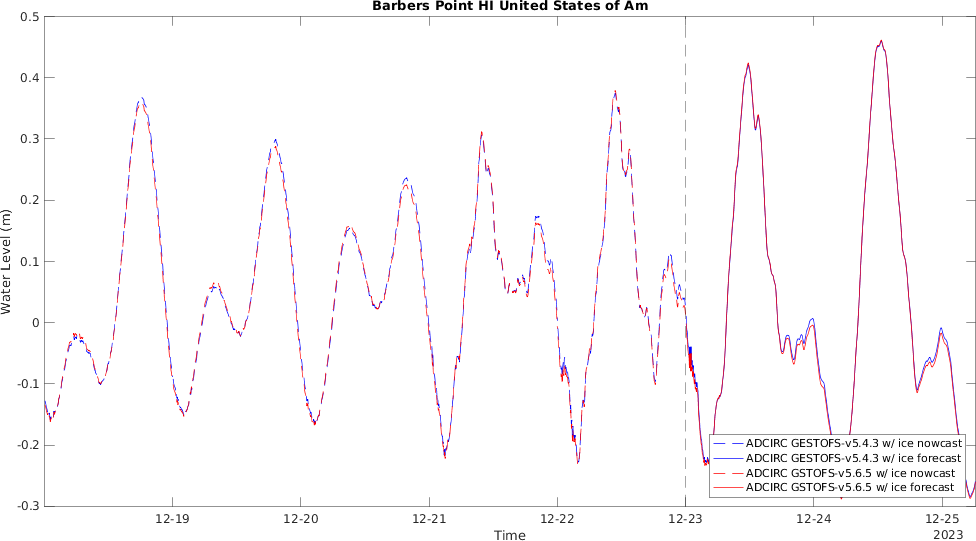 Barbers Point HI United States of Am
0.5
0.4
0.3
0.2
0.1
0
-0.1
-0.2
-0.3
Water Level (m)
ADCIRC GESTOFS-v5.4.3 w/ ice nowcast
ADCIRC GESTOFS-v5.4.3 w/ ice forecast
ADCIRC GSTOFS-v5.6.5 w/ ice nowcast
ADCIRC GSTOFS-v5.6.5 w/ ice forecast
12-19
12-20
12-21
12-22
12-23
12-24
12-25
Time
2023